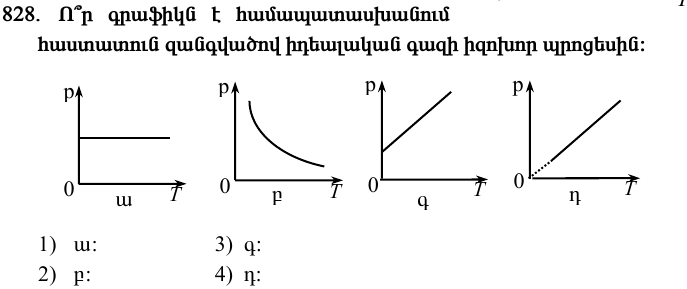 828. Ո՞ր գրաֆիկն է համապատասխանում
հաստատուն զանգվածով իդեալական գազի իզոխոր պրոցեսին:
p p p p
0 T 0 T 0 T 0 T
ա բ գ դ
1) ա: 3) գ:
2) բ: 4) դ: